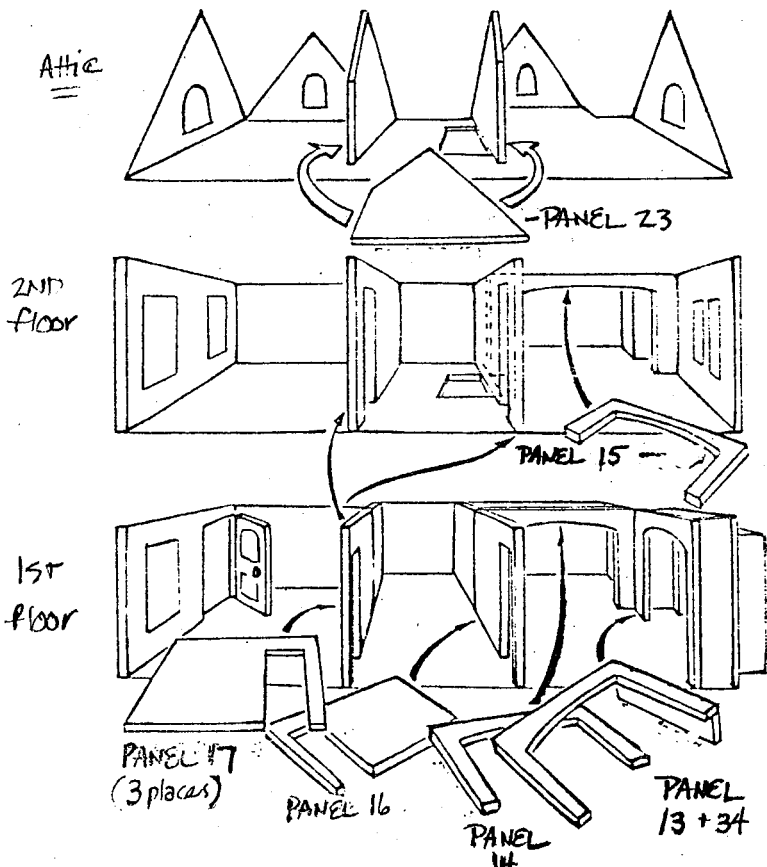 Attic
PANEL 23
2ND
floor
PANEL 15
1ST
floor
PANEL 17
(3 places)
PANEL 16
PANEL
14
PANEL
13 + 34